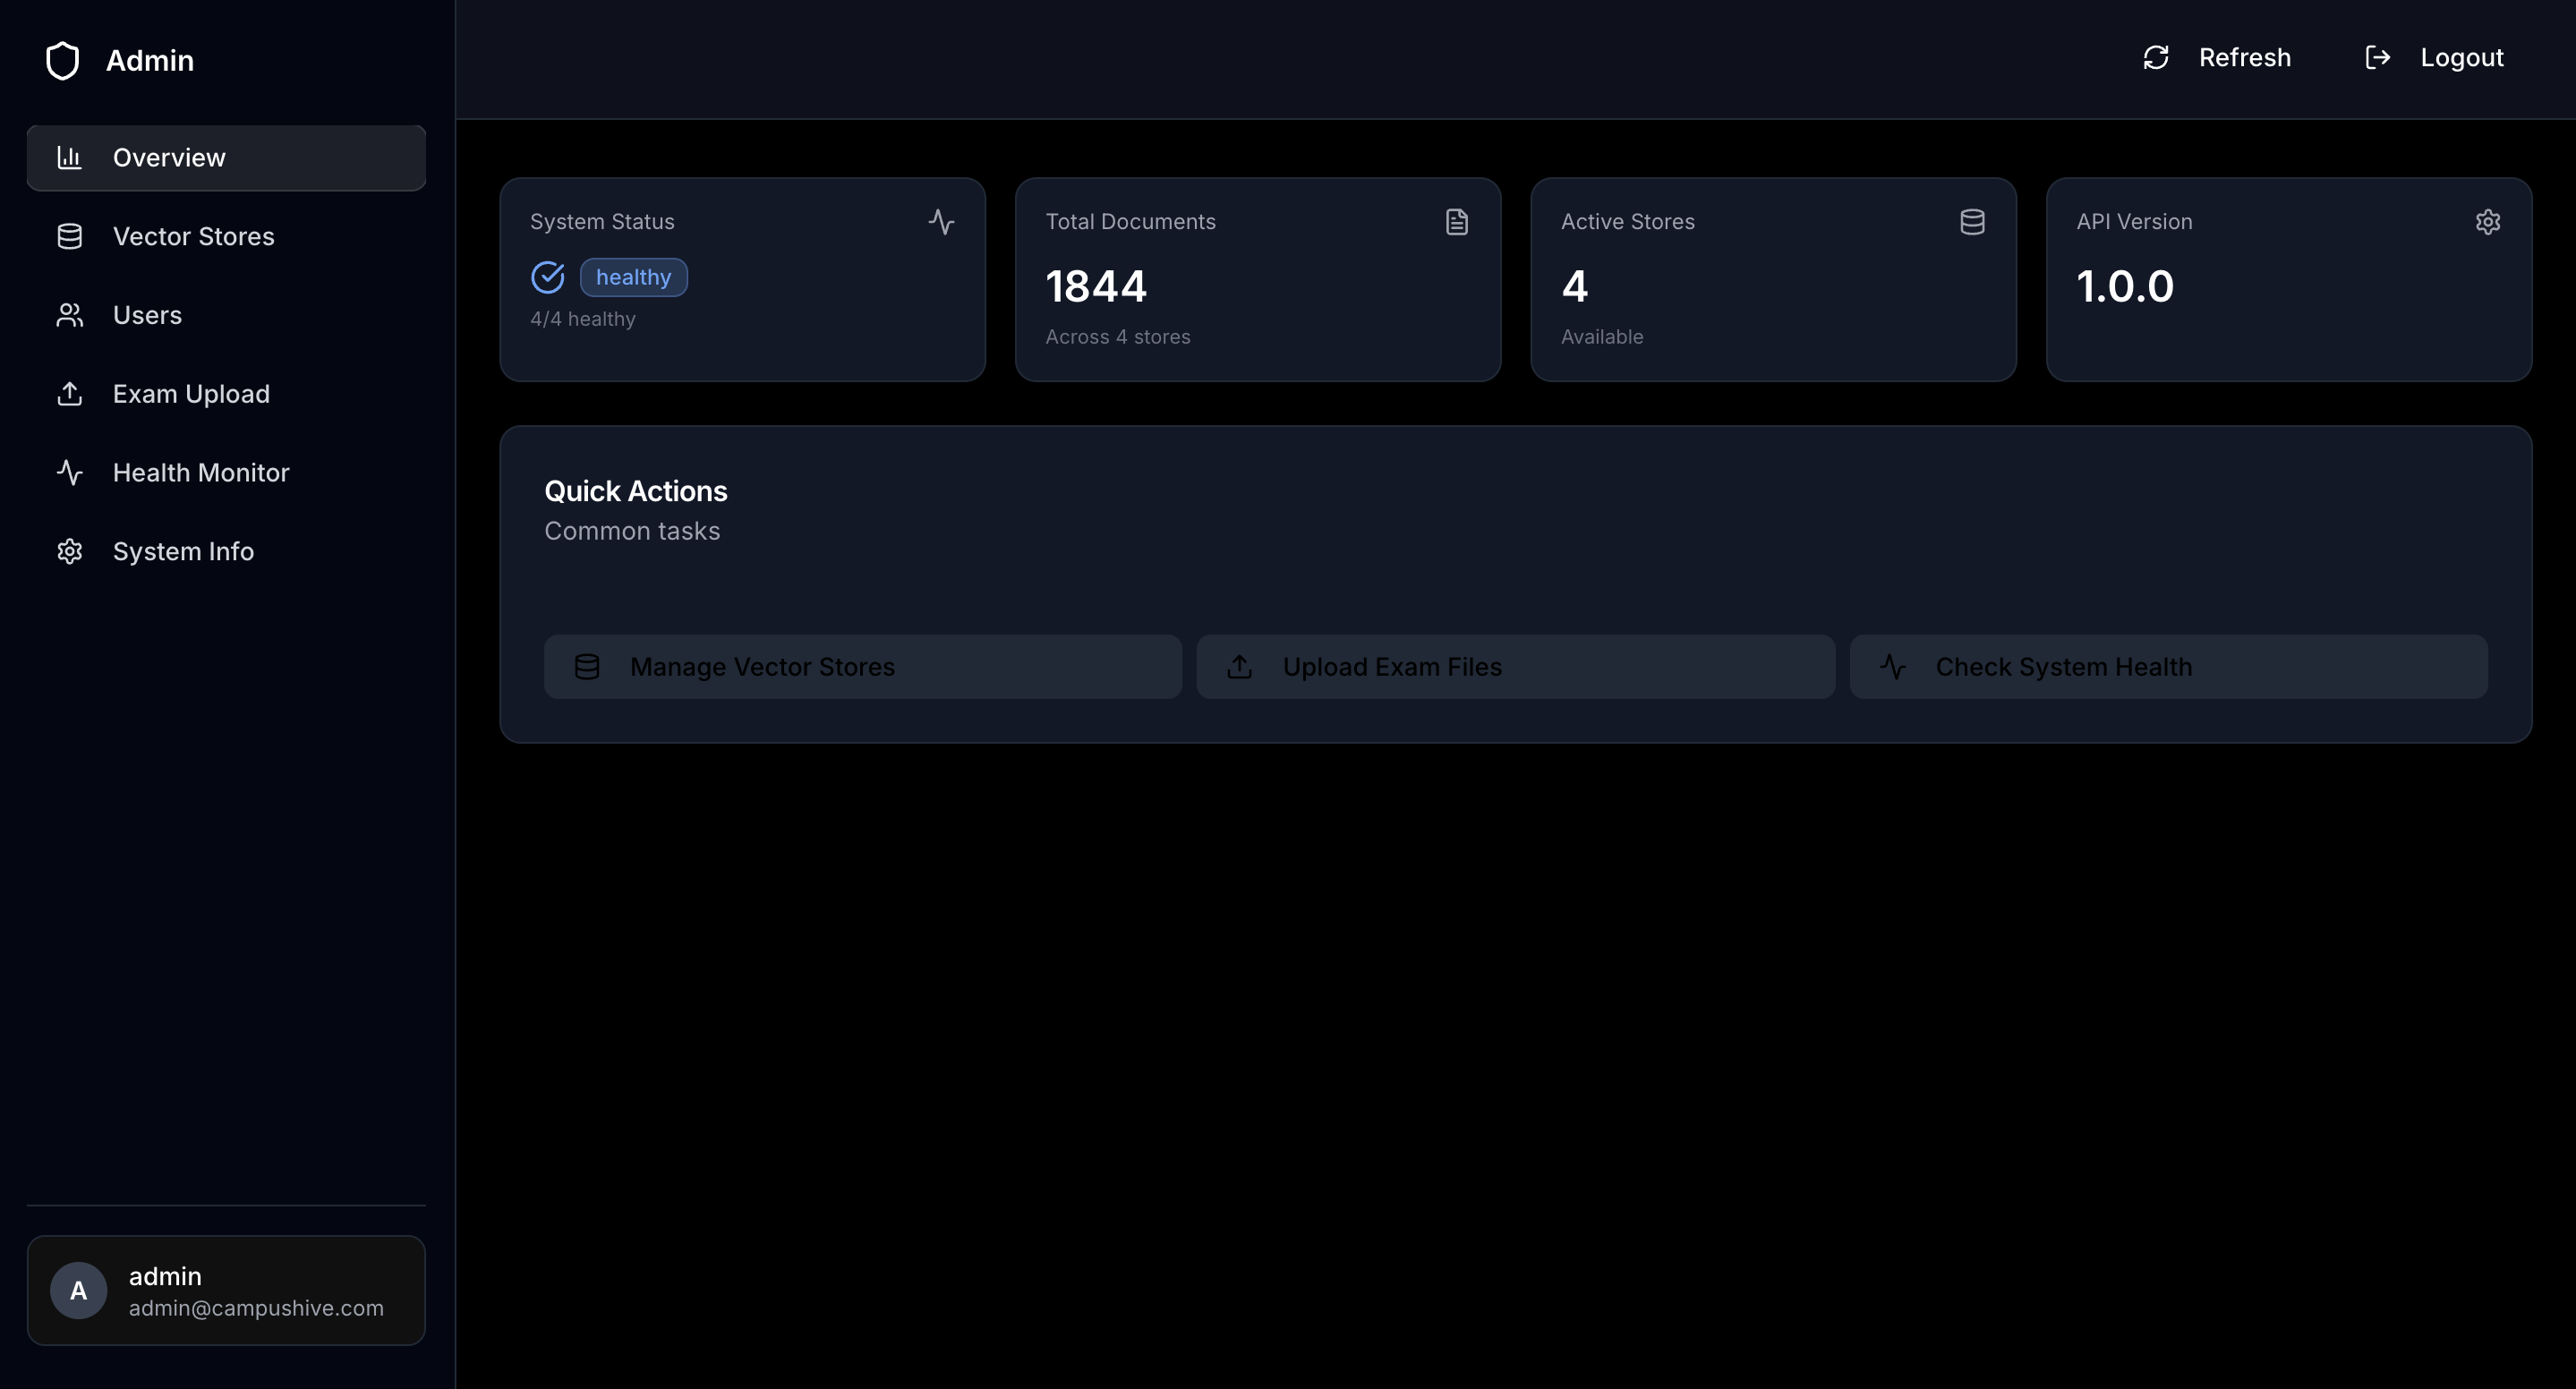 Admin
Overview
Vector Stores
Users
Exam Upload
Health Monitor
System Info
A
admin
admin@campushive.com
Refresh
Logout
System Status
healthy
4/4 healthy
Total Documents
1844
Across 4 stores
Active Stores
4
Available
API Version
1.0.0
Quick Actions
Common tasks
Manage Vector Stores
Upload Exam Files
Check System Health